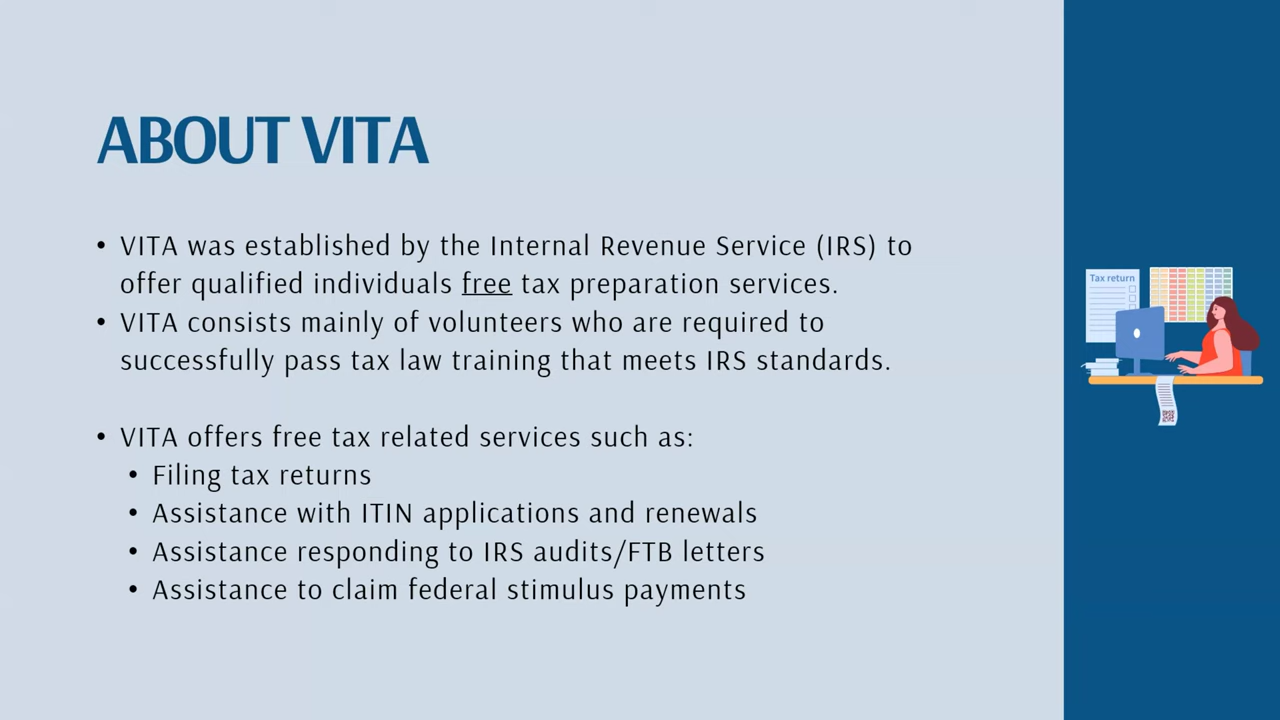 ABOUT VITA
• VITA was established by the Internal Revenue Service (IRS) to
offer qualified individuals free tax preparation services.
• VITA consists mainly of volunteers who are required to
successfully pass tax law training that meets IRS standards.
• VITA offers free tax related services such as:
• Filing tax returns
• Assistance with ITIN applications and renewals
• Assistance responding to IRS audits/FTB letters
• Assistance to claim federal stimulus payments
Tax return